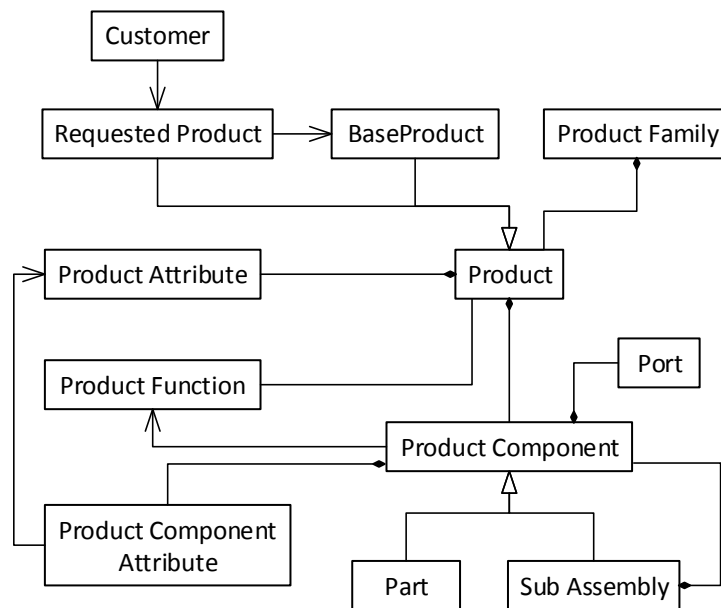 Customer
Requested Product
BaseProduct
Product Family
Product Attribute
Product
Port
Product Function
Product Component
Product Component
Attribute
Part
Sub Assembly